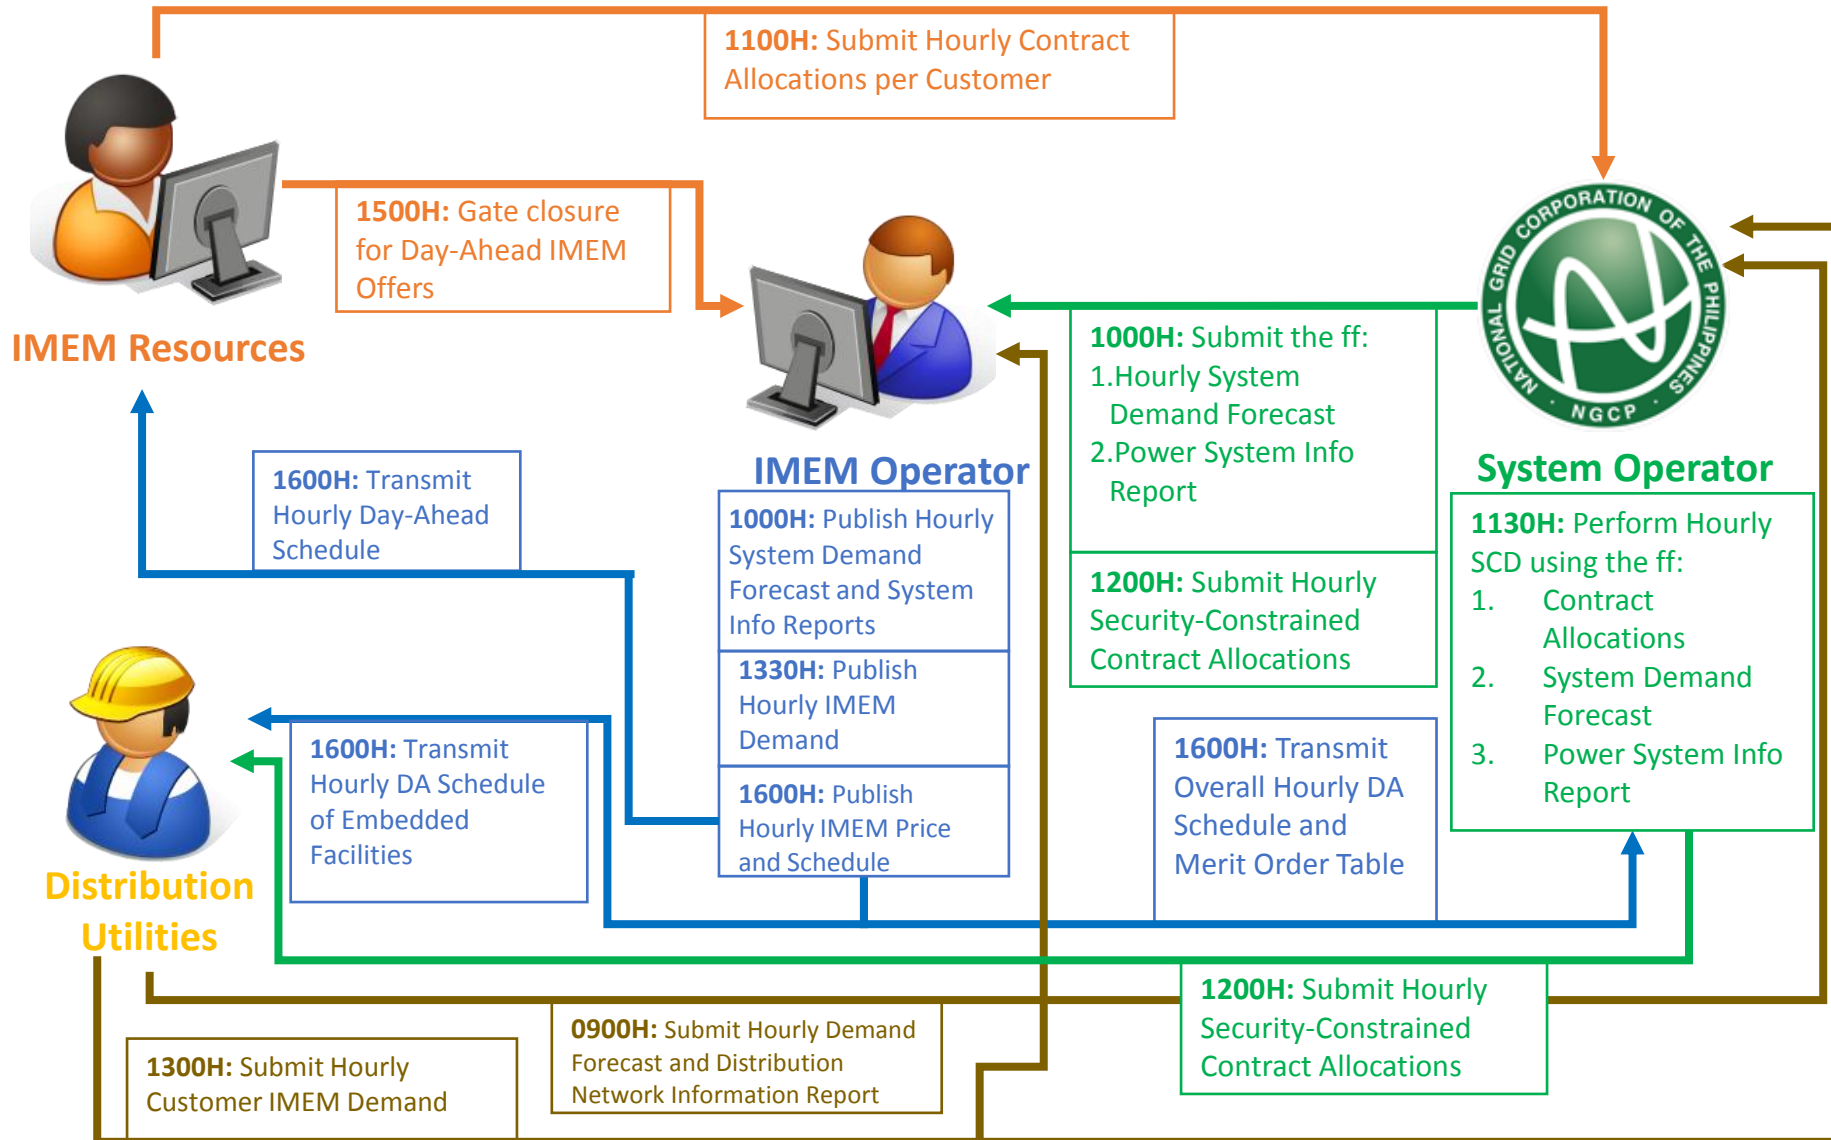 1100H: Submit Hourly Contract
Allocations per Customer
1500H: Gate closure
for Day-Ahead IMEM
Offers
IMEM Resources
NATIONAL GRID CORPORATION OF THE PHILIPPINES
· NGCP ·
1000H: Submit the ff:
1.Hourly System
Demand Forecast
2.Power System Info
Report
IMEM Operator
System Operator
1600H: Transmit
Hourly Day-Ahead
Schedule
1000H: Publish Hourly
System Demand
Forecast and System
Info Reports
1200H: Submit Hourly
Security-Constrained
Contract Allocations
1130H: Perform Hourly
SCD using the ff:
1. Contract
Allocations
2. System Demand
Forecast
3. Power System Info
Report
1330H: Publish
Hourly IMEM
Demand
1600H: Transmit
Hourly DA Schedule
of Embedded
Facilities
1600H: Publish
Hourly IMEM Price
and Schedule
1600H: Transmit
Overall Hourly DA
Schedule and
Merit Order Table
Distribution
Utilities
1200H: Submit Hourly
Security-Constrained
Contract Allocations
0900H: Submit Hourly Demand
Forecast and Distribution
Network Information Report
1300H: Submit Hourly
Customer IMEM Demand